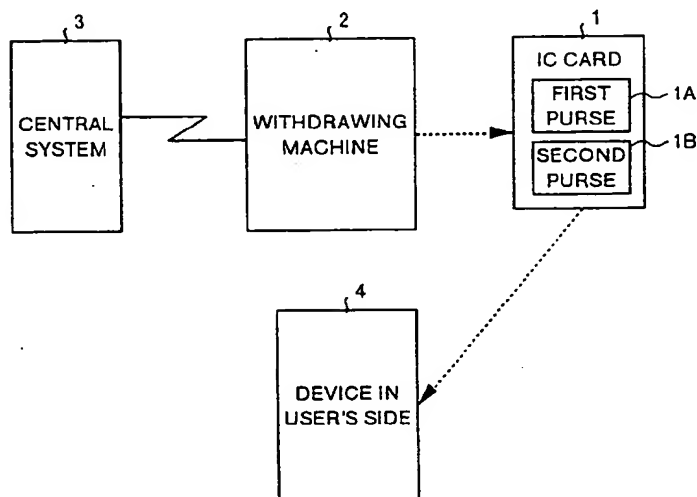 3
2
1
CENTRAL
SYSTEM
WITHDRAWING
MACHINE
IC CARD
FIRST
PURSE
1A
SECOND
PURSE
1B
4
DEVICE IN
USER'S SIDE